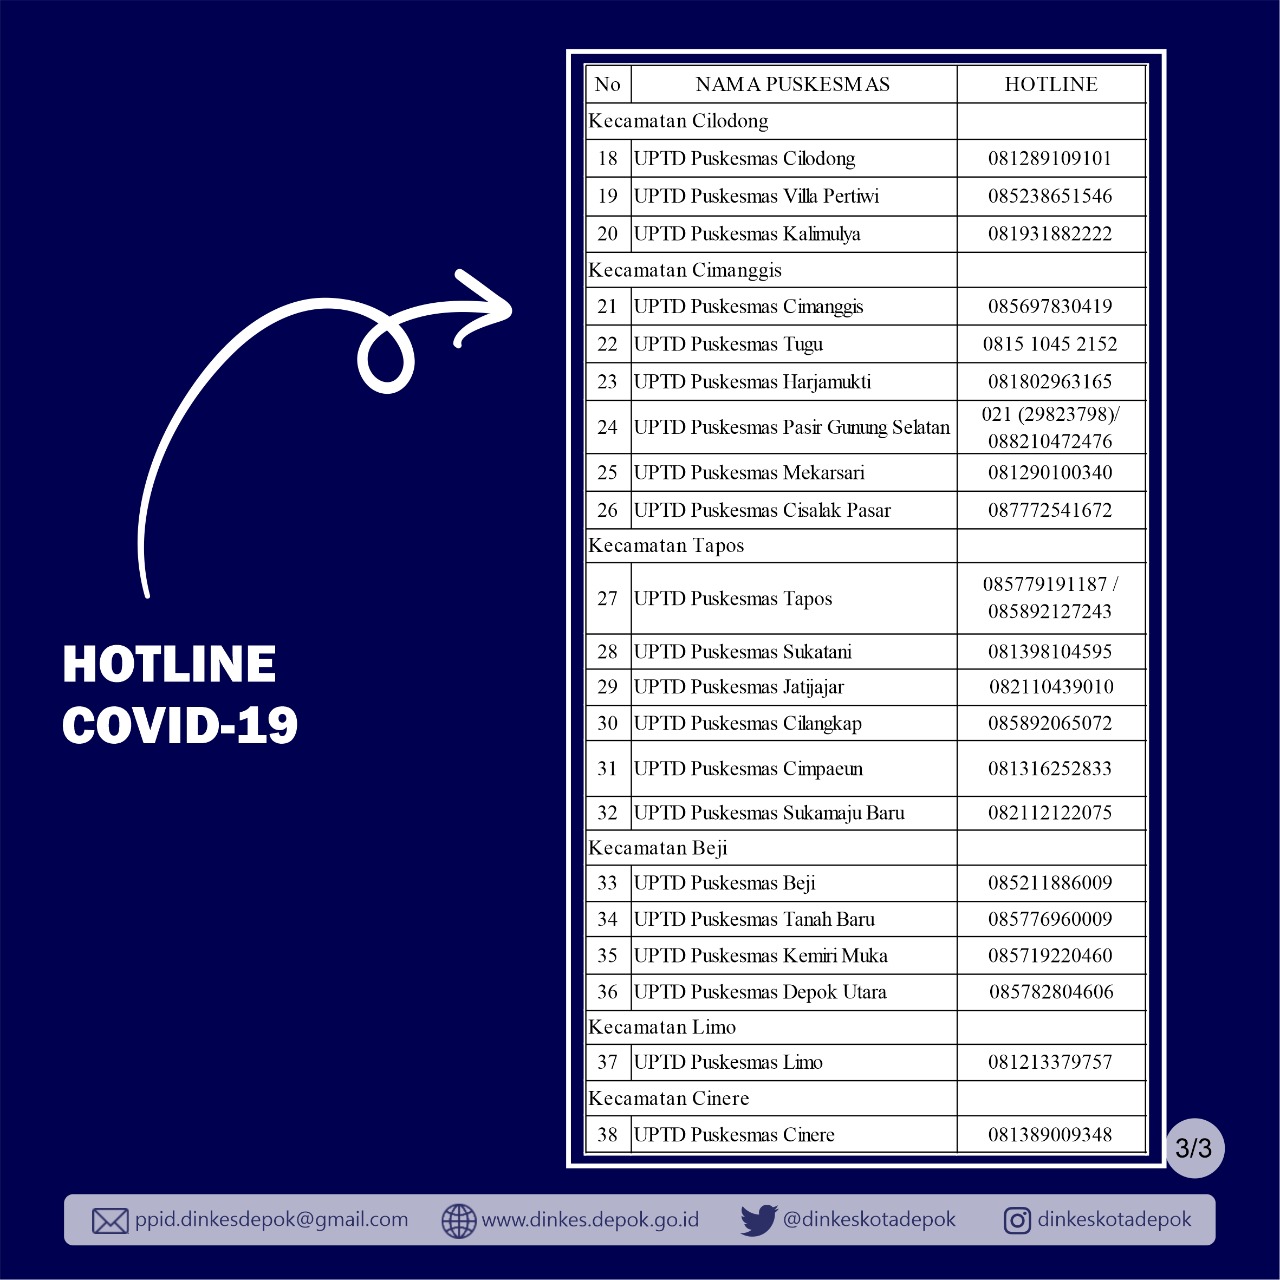 HOTLINE
COVID-19
No NAMA PUSKESMAS HOTLINE
Kecamatan Cilodong
18 UPTD Puskesmas Cilodong 081289109101
19 UPTD Puskesmas Villa Pertiwi 085238651546
20 UPTD Puskesmas Kalimulya 081931882222
Kecamatan Cimanggis
21 UPTD Puskesmas Cimanggis 085697830419
22 UPTD Puskesmas Tugu 0815 1045 2152
23 UPTD Puskesmas Harjamukti 081802963165
24 UPTD Puskesmas Pasir Gunung Selatan 021 (29823798)/
088210472476
25 UPTD Puskesmas Mekarsari 081290100340
26 UPTD Puskesmas Cisalak Pasar 087772541672
Kecamatan Tapos
27 UPTD Puskesmas Tapos 085779191187 /
085892127243
28 UPTD Puskesmas Sukatani 081398104595
29 UPTD Puskesmas Jatijajar 082110439010
30 UPTD Puskesmas Cilangkap 085892065072
31 UPTD Puskesmas Cimpaeun 081316252833
32 UPTD Puskesmas Sukamaju Baru 082112122075
Kecamatan Beji
33 UPTD Puskesmas Beji 085211886009
34 UPTD Puskesmas Tanah Baru 085776960009
35 UPTD Puskesmas Kemiri Muka 085719220460
36 UPTD Puskesmas Depok Utara 085782804606
Kecamatan Limo
37 UPTD Puskesmas Limo 081213379757
Kecamatan Cinere
38 UPTD Puskesmas Cinere 081389009348
3/3
ppid.dinkesdepok@gmail.com www.dinkes.depok.go.id @dinkeskotadepok dinkeskotadepok